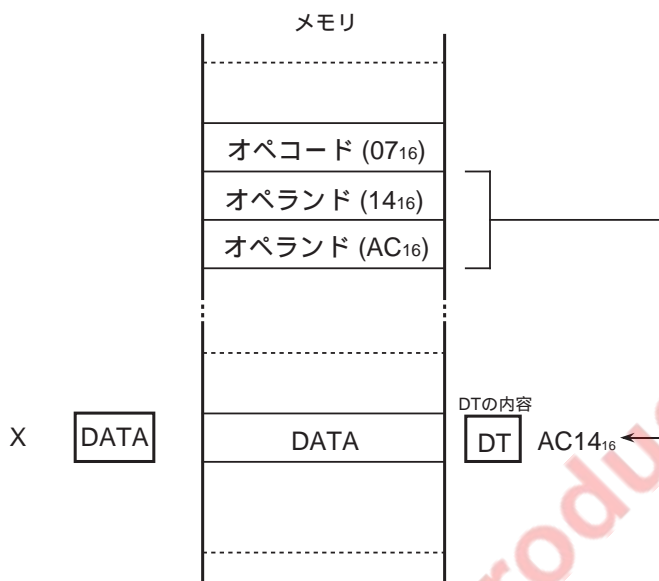 メモリ
オペコード (0716)
オペランド (1416)
オペランド (AC16)
DTの内容
X DATA DATA DT AC1416